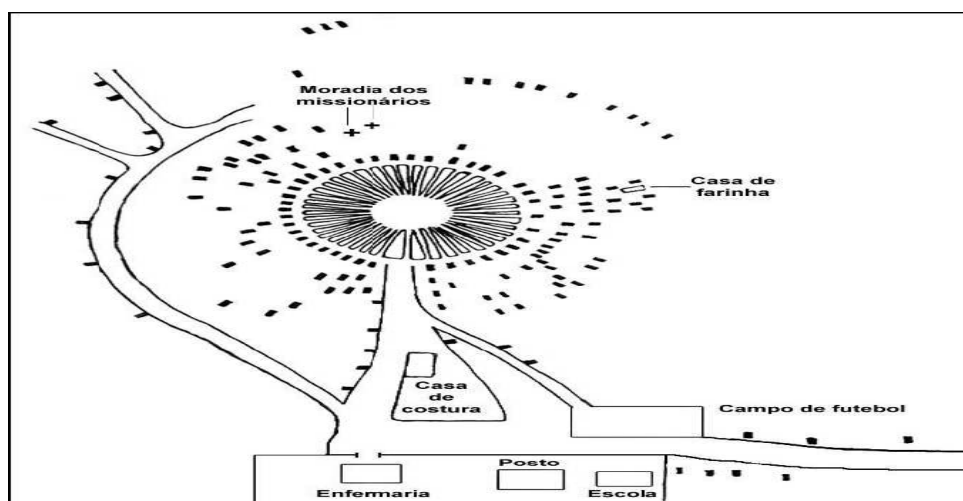 Moradia dos
missionários
Casa de
farinha
Casa
de
costura
Campo de futebol
Posto
Enfermaria
Escola